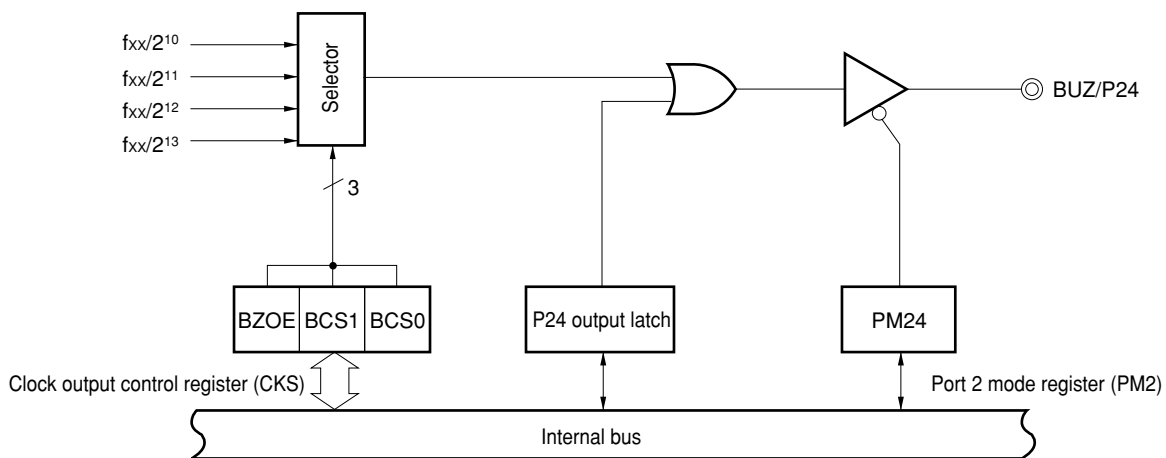 fxx/2¹⁰
fxx/2¹¹
fxx/2¹²
fxx/2¹³
Selector
BUZ/P24
3
BZOE BCS1 BCS0
P24 output latch
PM24
Clock output control register (CKS)
Port 2 mode register (PM2)
Internal bus